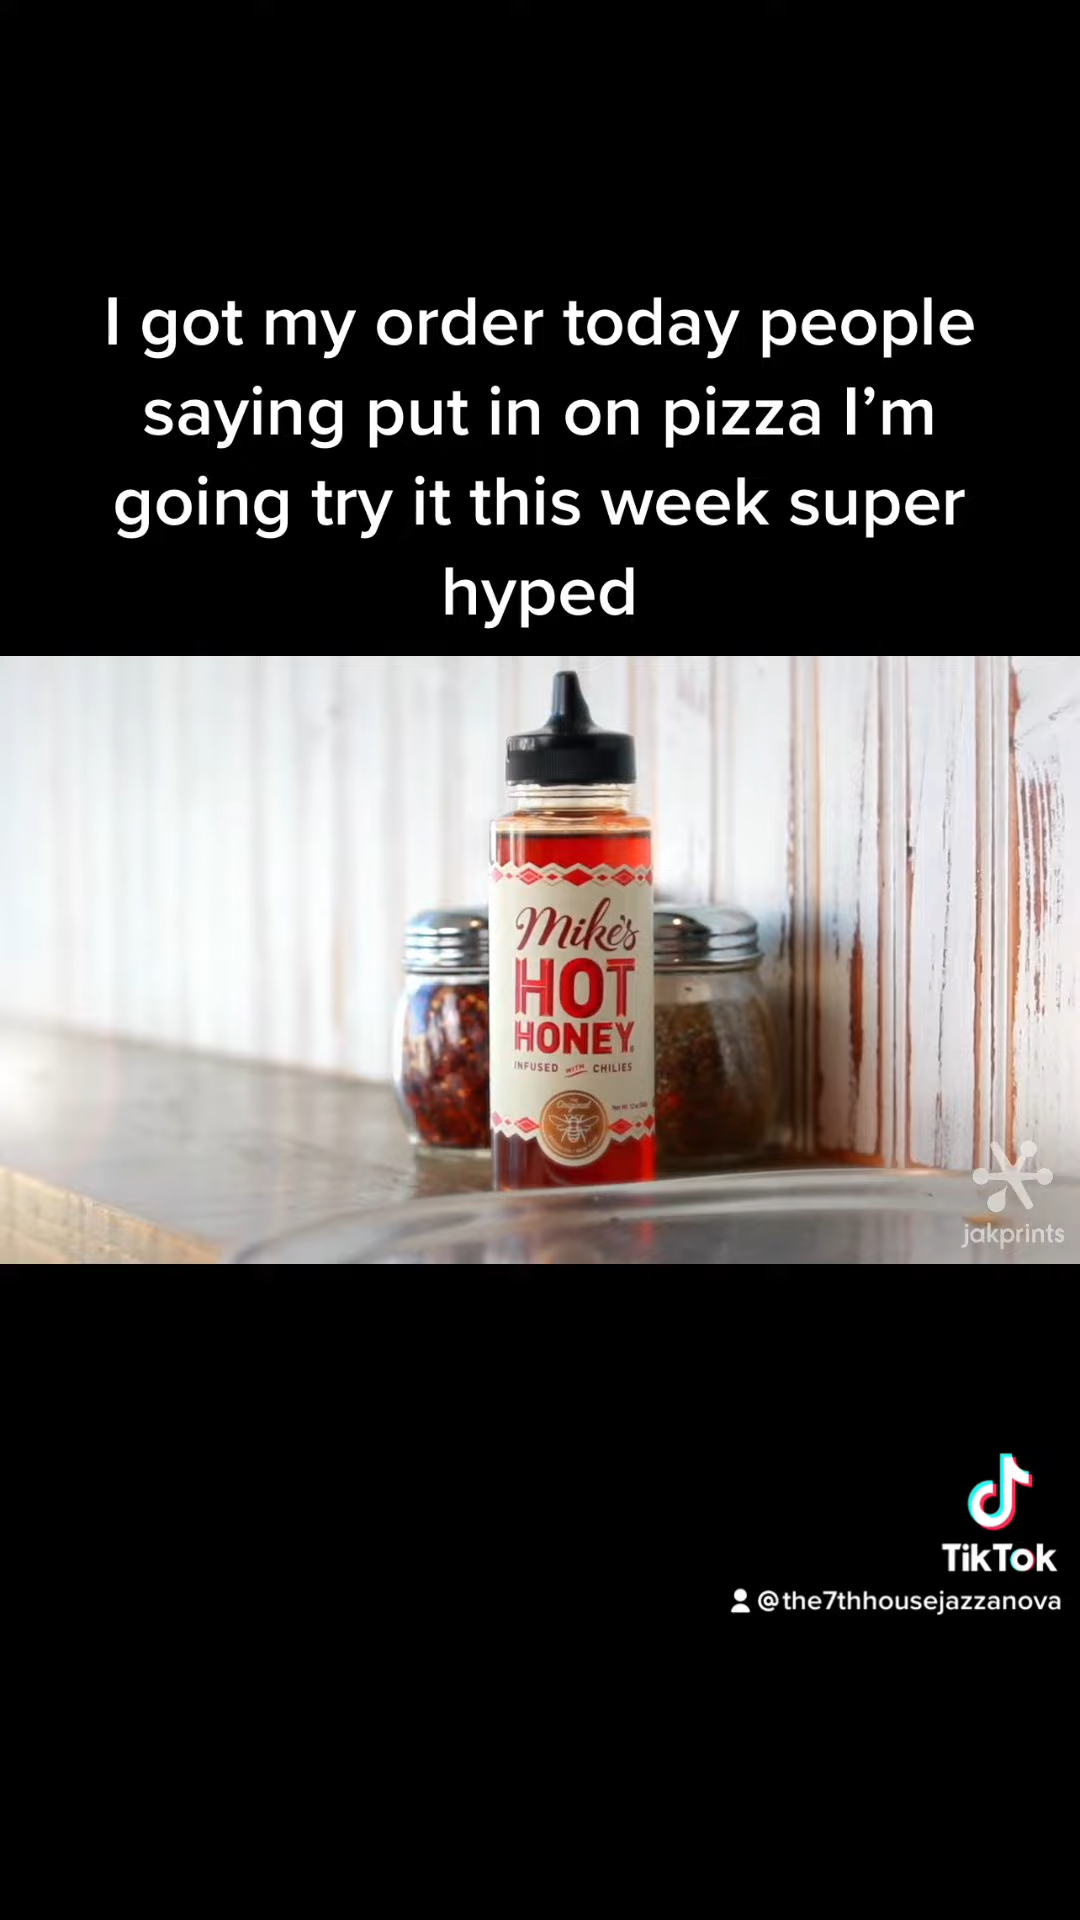 I got my order today people
saying put in on pizza I’m
going try it this week super
hyped
Mike's
HOT
HONEY
INFUSED WITH CHILIES
Original
jakprints
TikTok
@the7thhousejazzanova